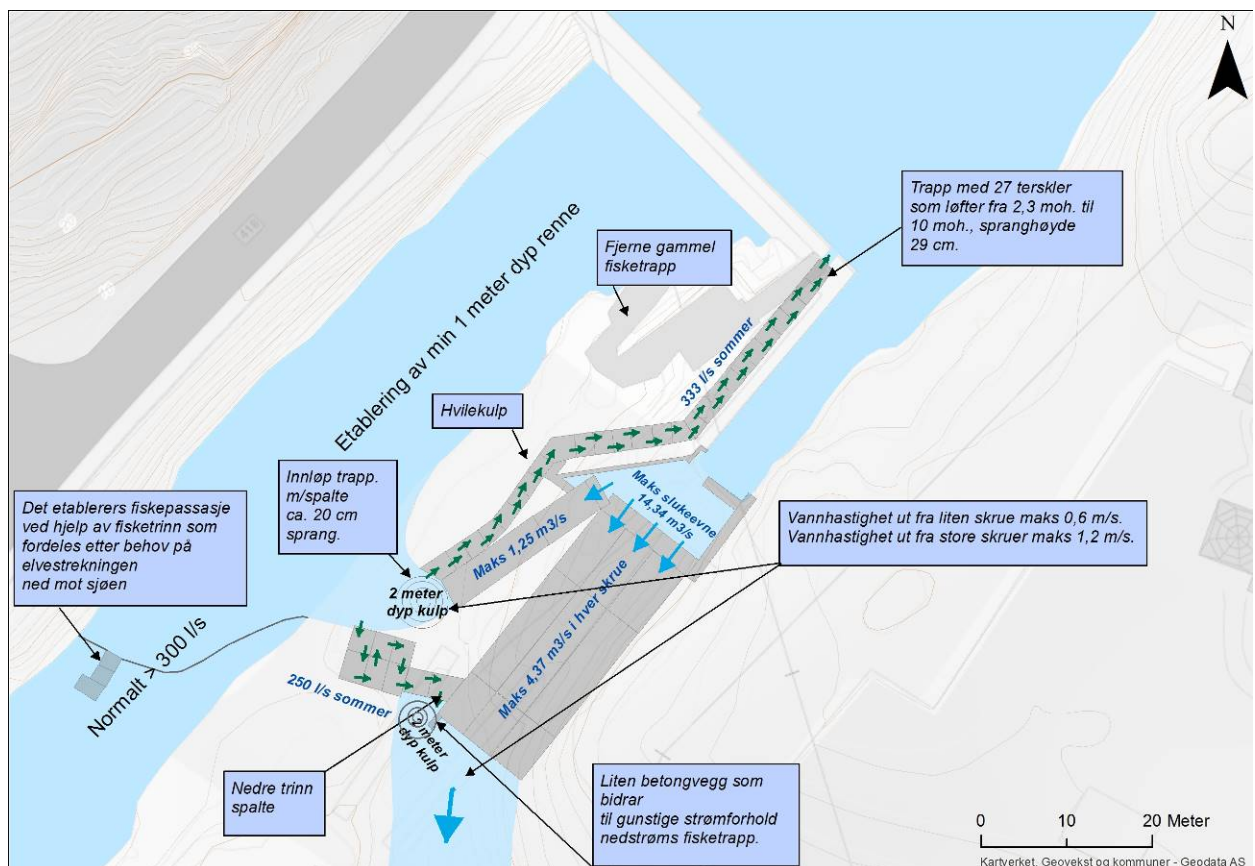 N
Trapp med 27 terskler
som løfter fra 2,3 moh. til
10 moh., spranghøyde
29 cm.
Fjerne gammel
fisketrapp
416
Etablering av min 1 meter dyp renne
333 l/s sommer
Hvilekulp
Innløp trapp.
m/spalte
ca. 20 cm
sprang.
Maks slukeevne
14,34 m3/s
Det etablerers fiskepassasje
ved hjelp av fisketrinn som
fordeles etter behov på
elvestrekningen
ned mot sjøen
Vannhastighet ut fra liten skrue maks 0,6 m/s.
Vannhastighet ut fra store skruer maks 1,2 m/s.
Maks 1,25 m3/s
2 meter
dyp kulp
Maks 4,37 m3/s i hver skrue
Normalt > 300 l/s
250 l/s sommer
2 meter
dyp kulp
Nedre trinn
spalte
Liten betongvegg som
bidrar
til gunstige strømforhold
nedstrøms fisketrapp.
0 10 20 Meter
Kartverket, Geovekst og kommuner - Geodata AS